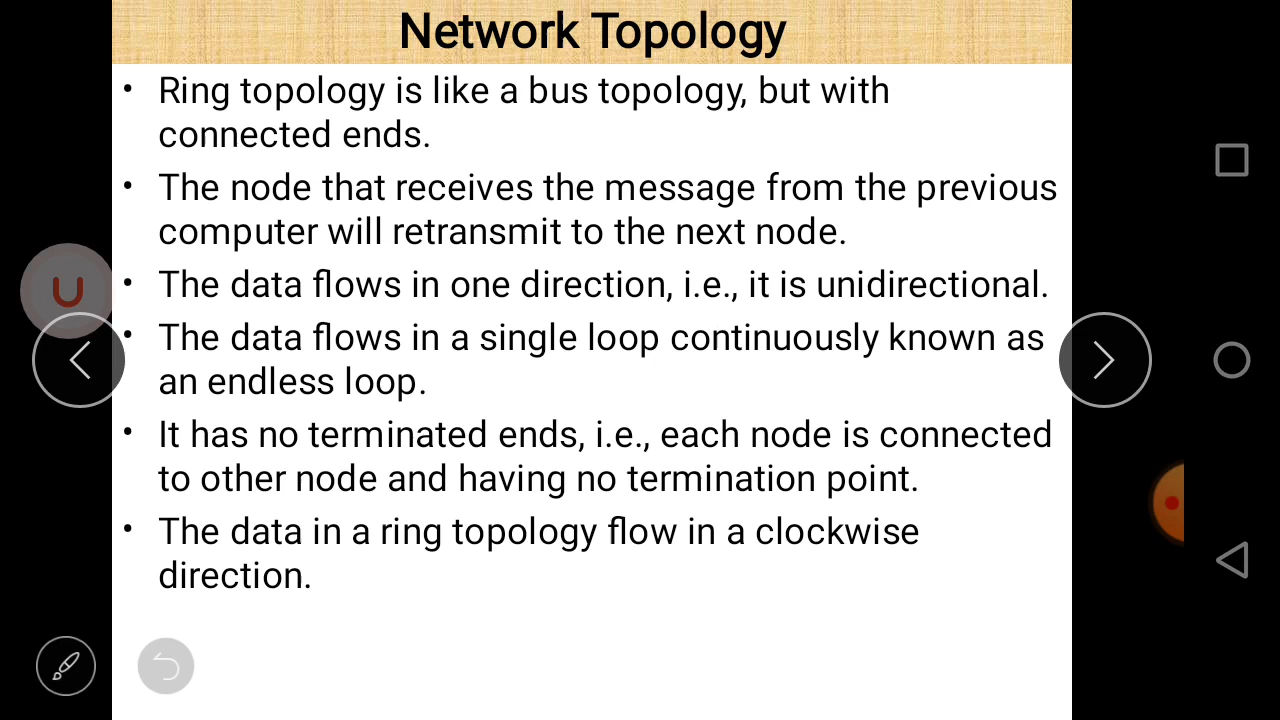 Network Topology
• Ring topology is like a bus topology, but with
connected ends.
• The node that receives the message from the previous
computer will retransmit to the next node.
• The data flows in one direction, i.e., it is unidirectional.
• The data flows in a single loop continuously known as
an endless loop.
• It has no terminated ends, i.e., each node is connected
to other node and having no termination point.
• The data in a ring topology flow in a clockwise
direction.